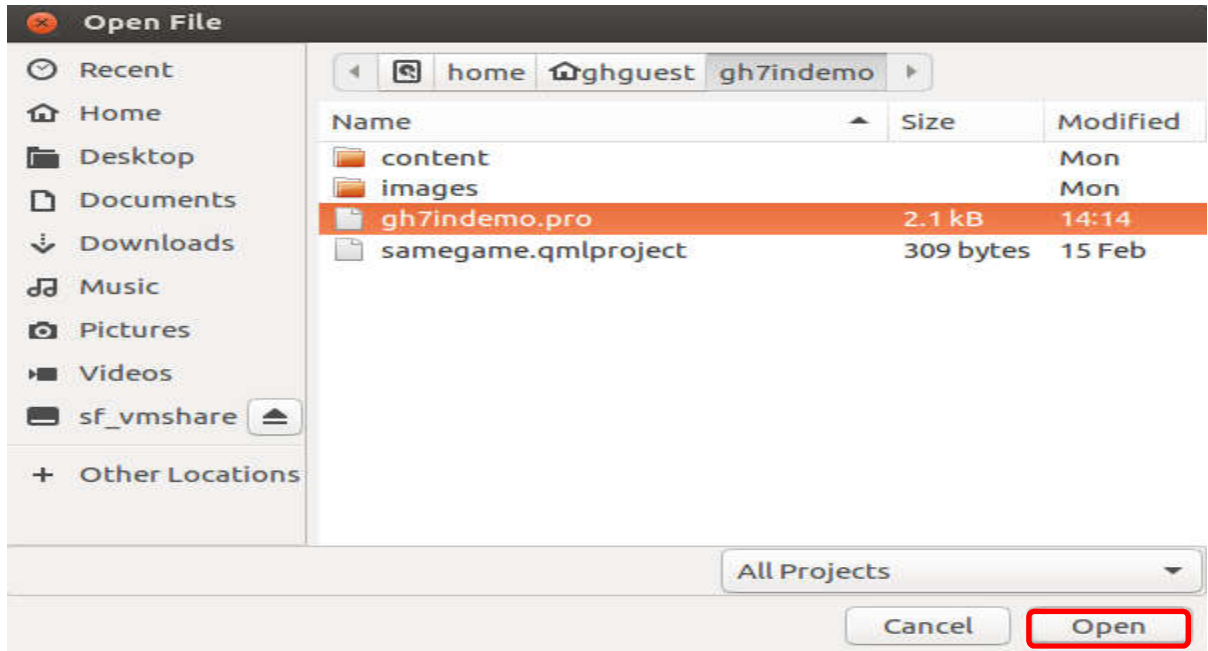 Open File
Recent
Home
Desktop
Documents
Downloads
Music
Pictures
Videos
sf_vmshare
+ Other Locations
home ghguest gh7indemo
Name Size Modified
content Mon
images Mon
gh7indemo.pro 2.1 kB 14:14
samegame.qmlproject 309 bytes 15 Feb
All Projects
Cancel Open